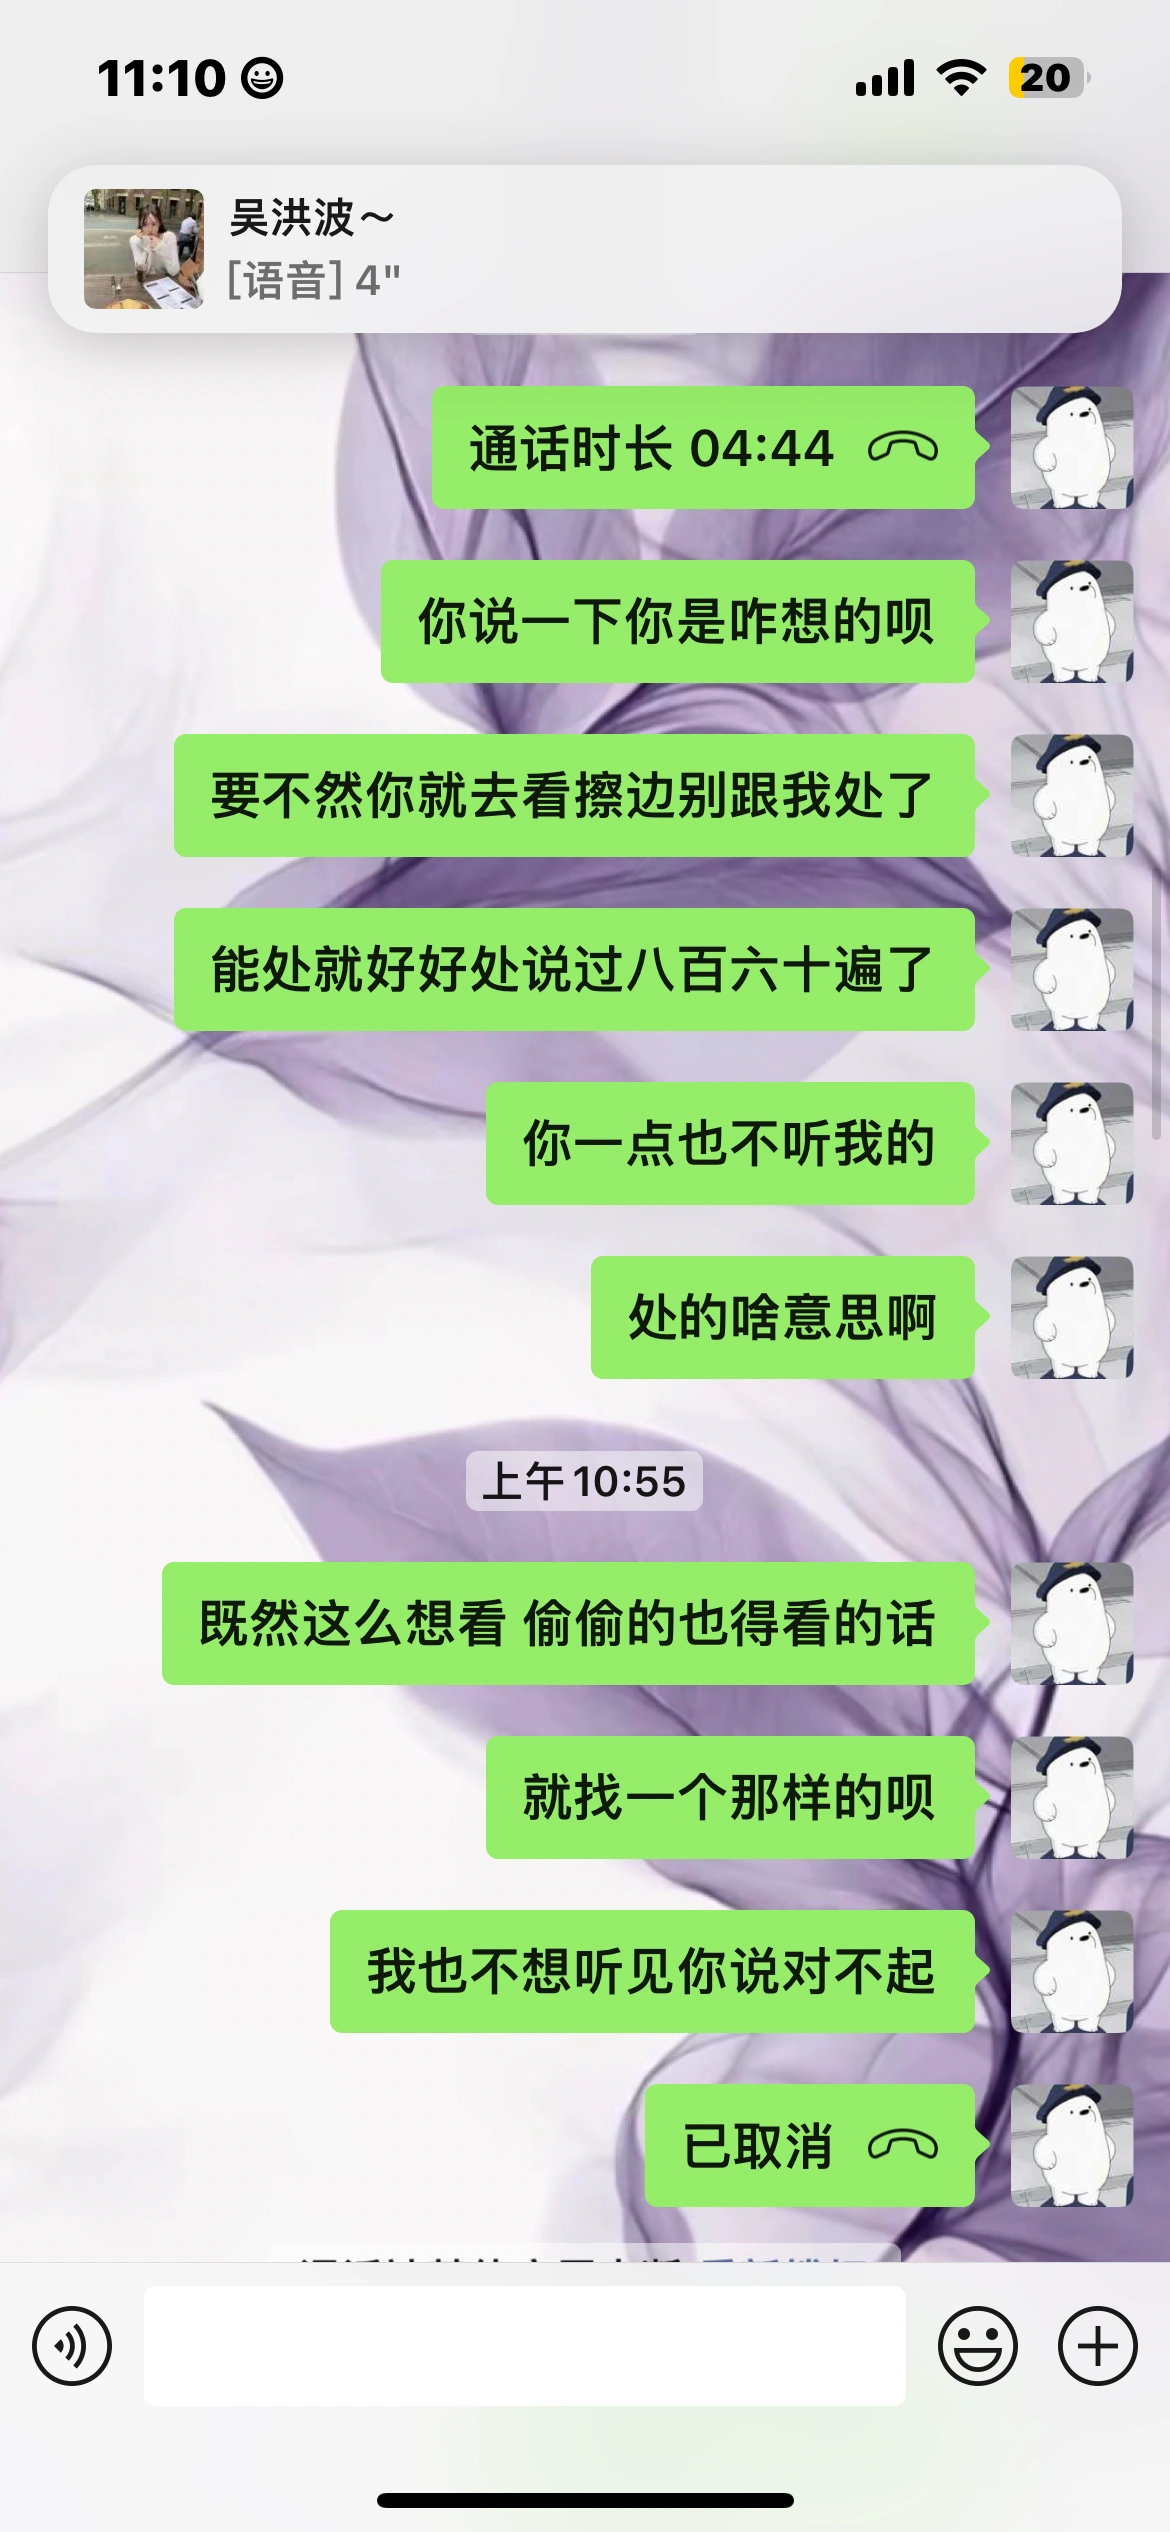 11:10
20
吴洪波～
[语音] 4"
通话时长 04:44
你说一下你是咋想的呗
要不然你就去看擦边别跟我处了
能处就好好处说过八百六十遍了
你一点也不听我的
处的啥意思啊
上午10:55
既然这么想看 偷偷的也得看的话
就找一个那样的呗
我也不想听见你说对不起
已取消